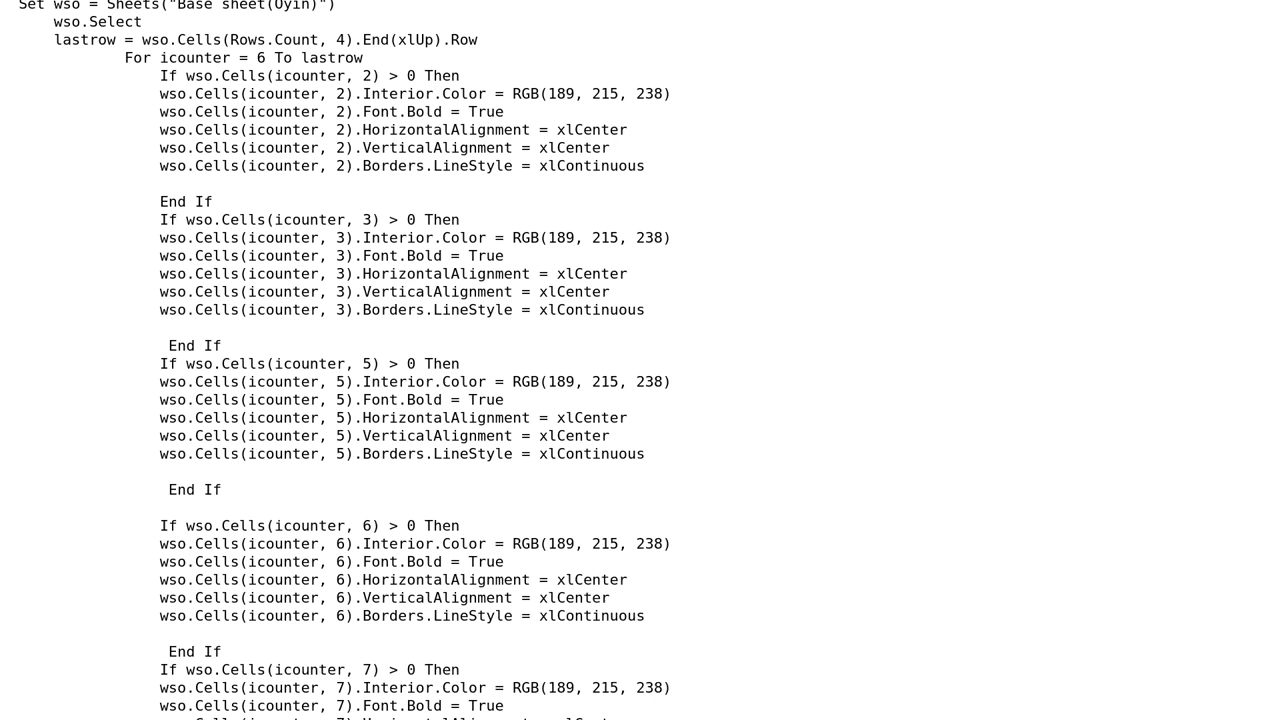 Set wso = Sheets("Base sheet(Oyin)")
    wso.Select
    lastrow = wso.Cells(Rows.Count, 4).End(xlUp).Row
            For icounter = 6 To lastrow
                If wso.Cells(icounter, 2) > 0 Then
                wso.Cells(icounter, 2).Interior.Color = RGB(189, 215, 238)
                wso.Cells(icounter, 2).Font.Bold = True
                wso.Cells(icounter, 2).HorizontalAlignment = xlCenter
                wso.Cells(icounter, 2).VerticalAlignment = xlCenter
                wso.Cells(icounter, 2).Borders.LineStyle = xlContinuous

                End If
                If wso.Cells(icounter, 3) > 0 Then
                wso.Cells(icounter, 3).Interior.Color = RGB(189, 215, 238)
                wso.Cells(icounter, 3).Font.Bold = True
                wso.Cells(icounter, 3).HorizontalAlignment = xlCenter
                wso.Cells(icounter, 3).VerticalAlignment = xlCenter
                wso.Cells(icounter, 3).Borders.LineStyle = xlContinuous

                 End If
                If wso.Cells(icounter, 5) > 0 Then
                wso.Cells(icounter, 5).Interior.Color = RGB(189, 215, 238)
                wso.Cells(icounter, 5).Font.Bold = True
                wso.Cells(icounter, 5).HorizontalAlignment = xlCenter
                wso.Cells(icounter, 5).VerticalAlignment = xlCenter
                wso.Cells(icounter, 5).Borders.LineStyle = xlContinuous

                 End If

                If wso.Cells(icounter, 6) > 0 Then
                wso.Cells(icounter, 6).Interior.Color = RGB(189, 215, 238)
                wso.Cells(icounter, 6).Font.Bold = True
                wso.Cells(icounter, 6).HorizontalAlignment = xlCenter
                wso.Cells(icounter, 6).VerticalAlignment = xlCenter
                wso.Cells(icounter, 6).Borders.LineStyle = xlContinuous

                 End If
                If wso.Cells(icounter, 7) > 0 Then
                wso.Cells(icounter, 7).Interior.Color = RGB(189, 215, 238)
                wso.Cells(icounter, 7).Font.Bold = True